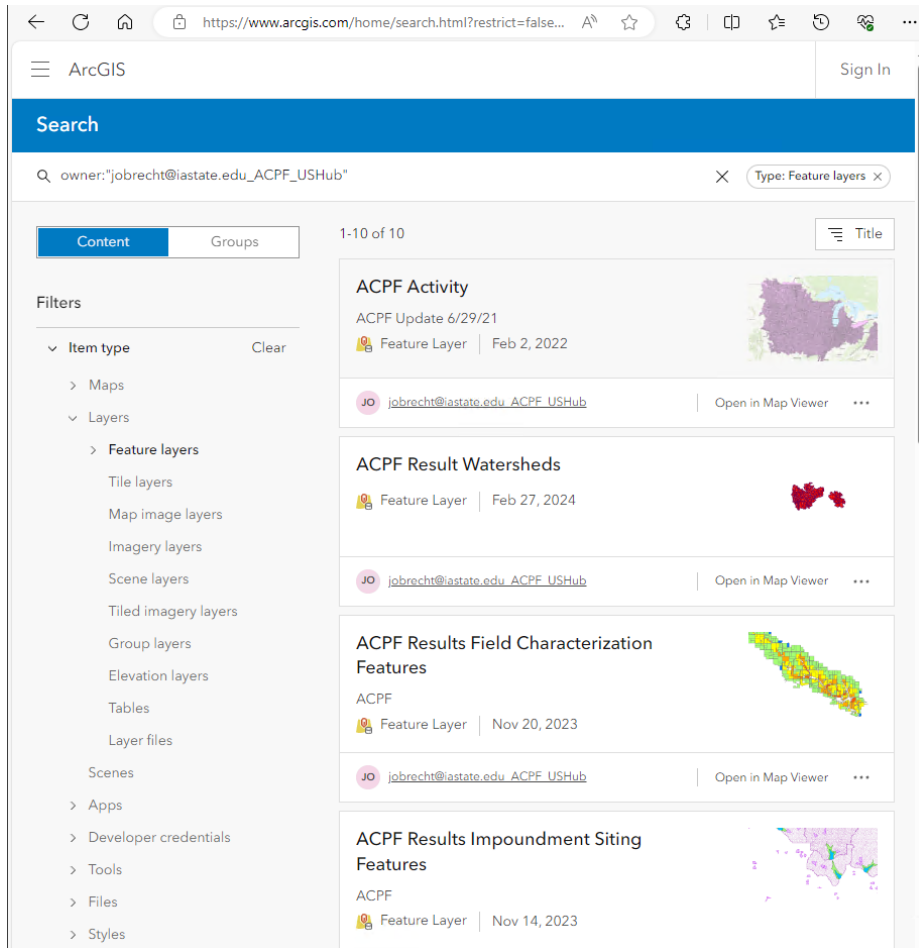 https://www.arcgis.com/home/search.html?restrict=false...
ArcGIS
Sign In
Search
owner:"jobrecht@iastate.edu_ACPF_USHub"
Type: Feature layers
Content
Groups
1-10 of 10
Title
Filters
Item type
Clear
Maps
Layers
Feature layers
Tile layers
Map image layers
Imagery layers
Scene layers
Tiled imagery layers
Group layers
Elevation layers
Tables
Layer files
Scenes
Apps
Developer credentials
Tools
Files
Styles
ACPF Activity
ACPF Update 6/29/21
Feature Layer | Feb 2, 2022
JO jobrecht@iastate.edu_ACPF_USHub
Open in Map Viewer
ACPF Result Watersheds
Feature Layer | Feb 27, 2024
JO jobrecht@iastate.edu_ACPF_USHub
Open in Map Viewer
ACPF Results Field Characterization
Features
ACPF
Feature Layer | Nov 20, 2023
JO jobrecht@iastate.edu_ACPF_USHub
Open in Map Viewer
ACPF Results Impoundment Siting
Features
ACPF
Feature Layer | Nov 14, 2023